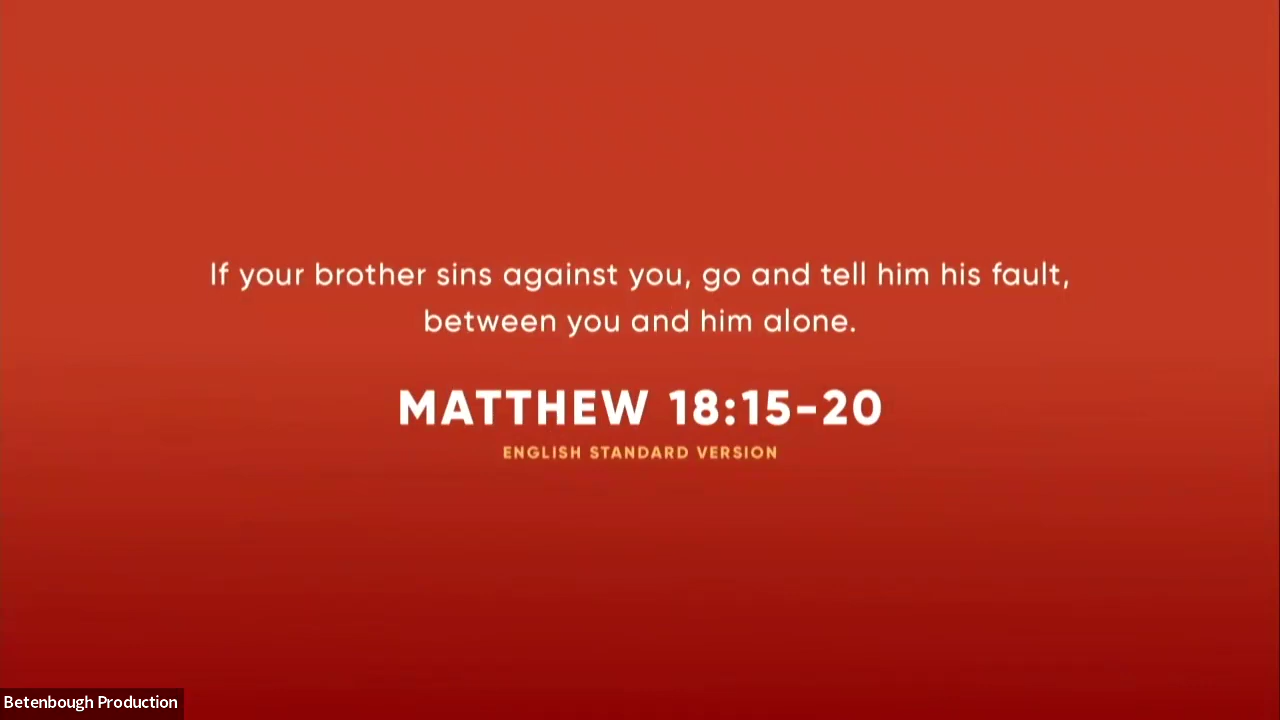 If your brother sins against you, go and tell him his fault,
between you and him alone.
MATTHEW 18:15-20
ENGLISH STANDARD VERSION
Betenbough Production